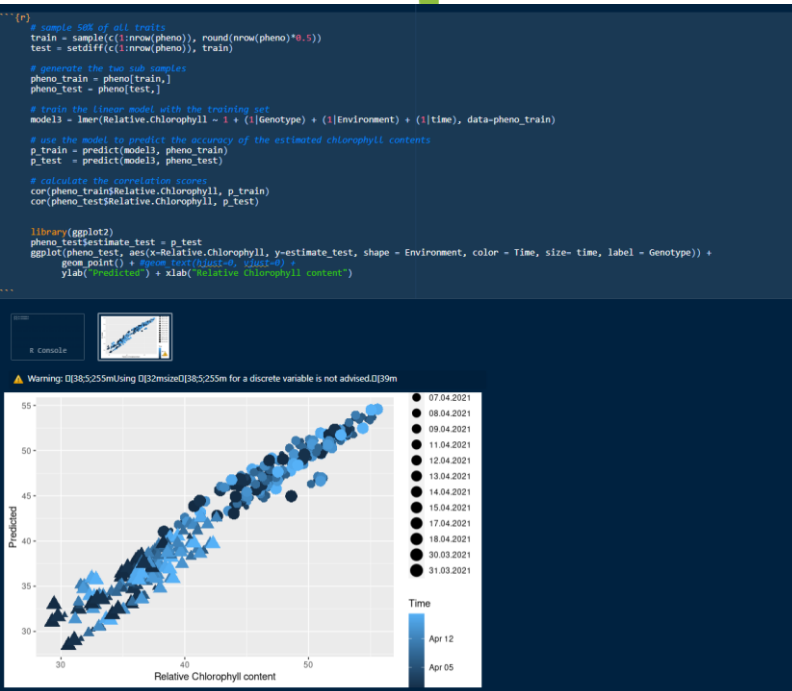 ```{r}
# sample 50% of all traits
train = sample(c(1:nrow(pheno)), round(nrow(pheno)*0.5))
test = setdiff(c(1:nrow(pheno)), train)
# generate the two sub samples
pheno_train = pheno[train,]
pheno_test = pheno[test,]
# train the linear model with the training set
model3 = lmer(Relative.Chlorophyll ~ 1 + (1|Genotype) + (1|Environment) + (1|time), data=pheno_train)
# use the model to predict the accuracy of the estimated chlorophyll contents
p_train = predict(model3, pheno_train)
p_test = predict(model3, pheno_test)
# calculate the correlation scores
cor(pheno_train$Relative.Chlorophyll, p_train)
cor(pheno_test$Relative.Chlorophyll, p_test)
library(ggplot2)
pheno_test$estimate_test = p_test
ggplot(pheno_test, aes(x=Relative.Chlorophyll, y=estimate_test, shape = Environment, color = Time, size= time, label = Genotype)) +
geom_point() + #geom_text(hjust=0, vjust=0) +
ylab("Predicted") + xlab("Relative Chlorophyll content")
```
R Console
Warning: ▯[38;5;255mUsing ▯[32msize▯[38;5;255m for a discrete variable is not advised.▯[39m
07.04.2021
08.04.2021
09.04.2021
11.04.2021
12.04.2021
13.04.2021
14.04.2021
15.04.2021
17.04.2021
18.04.2021
30.03.2021
31.03.2021
Time
Apr 12
Apr 05
55
50
45
40
35
30
Predicted
30
40
50
Relative Chlorophyll content